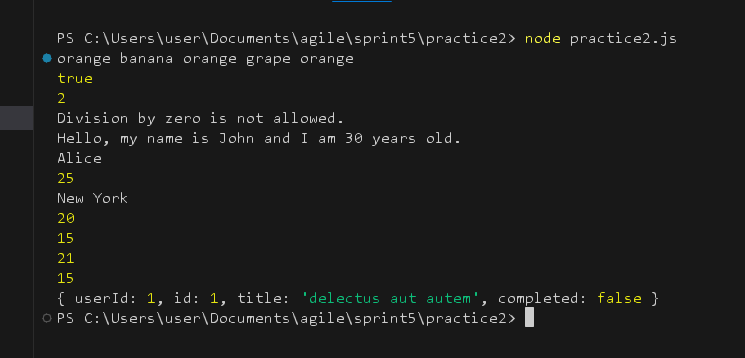 PS C:\Users\user\Documents\agile\sprint5\practice2> node practice2.js
orange banana orange grape orange
true
2
Division by zero is not allowed.
Hello, my name is John and I am 30 years old.
Alice
25
New York
20
15
21
15
{ userId: 1, id: 1, title: 'delectus aut autem', completed: false }
PS C:\Users\user\Documents\agile\sprint5\practice2>